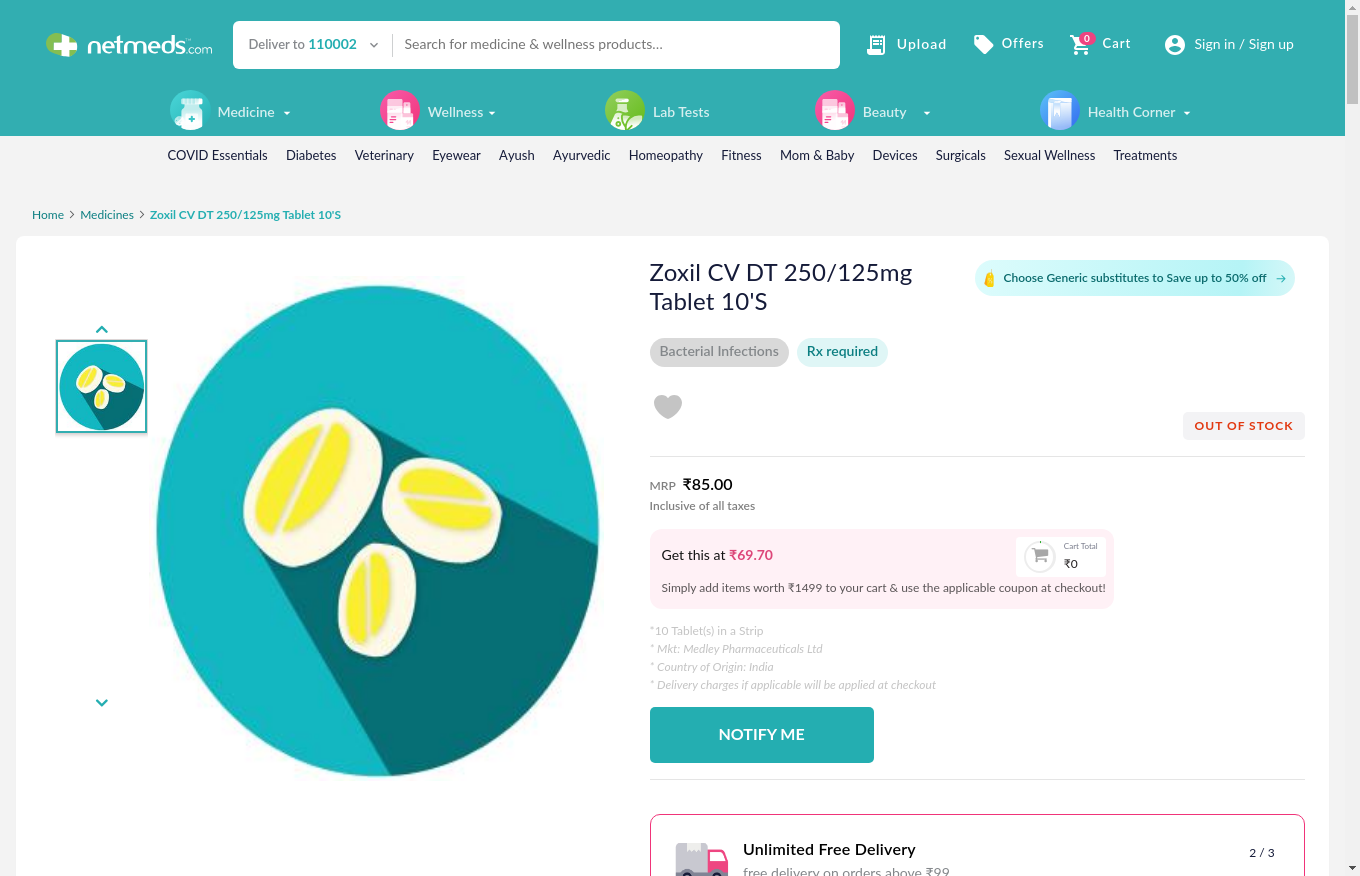 netmeds.com
Deliver to 110002
Search for medicine & wellness products...
Upload
Offers
0
Cart
Sign in / Sign up
Medicine
Wellness
Lab Tests
Beauty
Health Corner
COVID Essentials Diabetes Veterinary Eyewear Ayush Ayurvedic Homeopathy Fitness Mom & Baby Devices Surgicals Sexual Wellness Treatments
Home > Medicines > Zoxil CV DT 250/125mg Tablet 10'S
Zoxil CV DT 250/125mg
Tablet 10'S
Choose Generic substitutes to Save up to 50% off →
Bacterial Infections
Rx required
OUT OF STOCK
MRP ₹85.00
Inclusive of all taxes
Get this at ₹69.70
Cart Total
₹0
Simply add items worth ₹1499 to your cart & use the applicable coupon at checkout!
*10 Tablet(s) in a Strip
* Mkt: Medley Pharmaceuticals Ltd
* Country of Origin: India
* Delivery charges if applicable will be applied at checkout
NOTIFY ME
Unlimited Free Delivery
2 / 3
free delivery on orders above ₹99